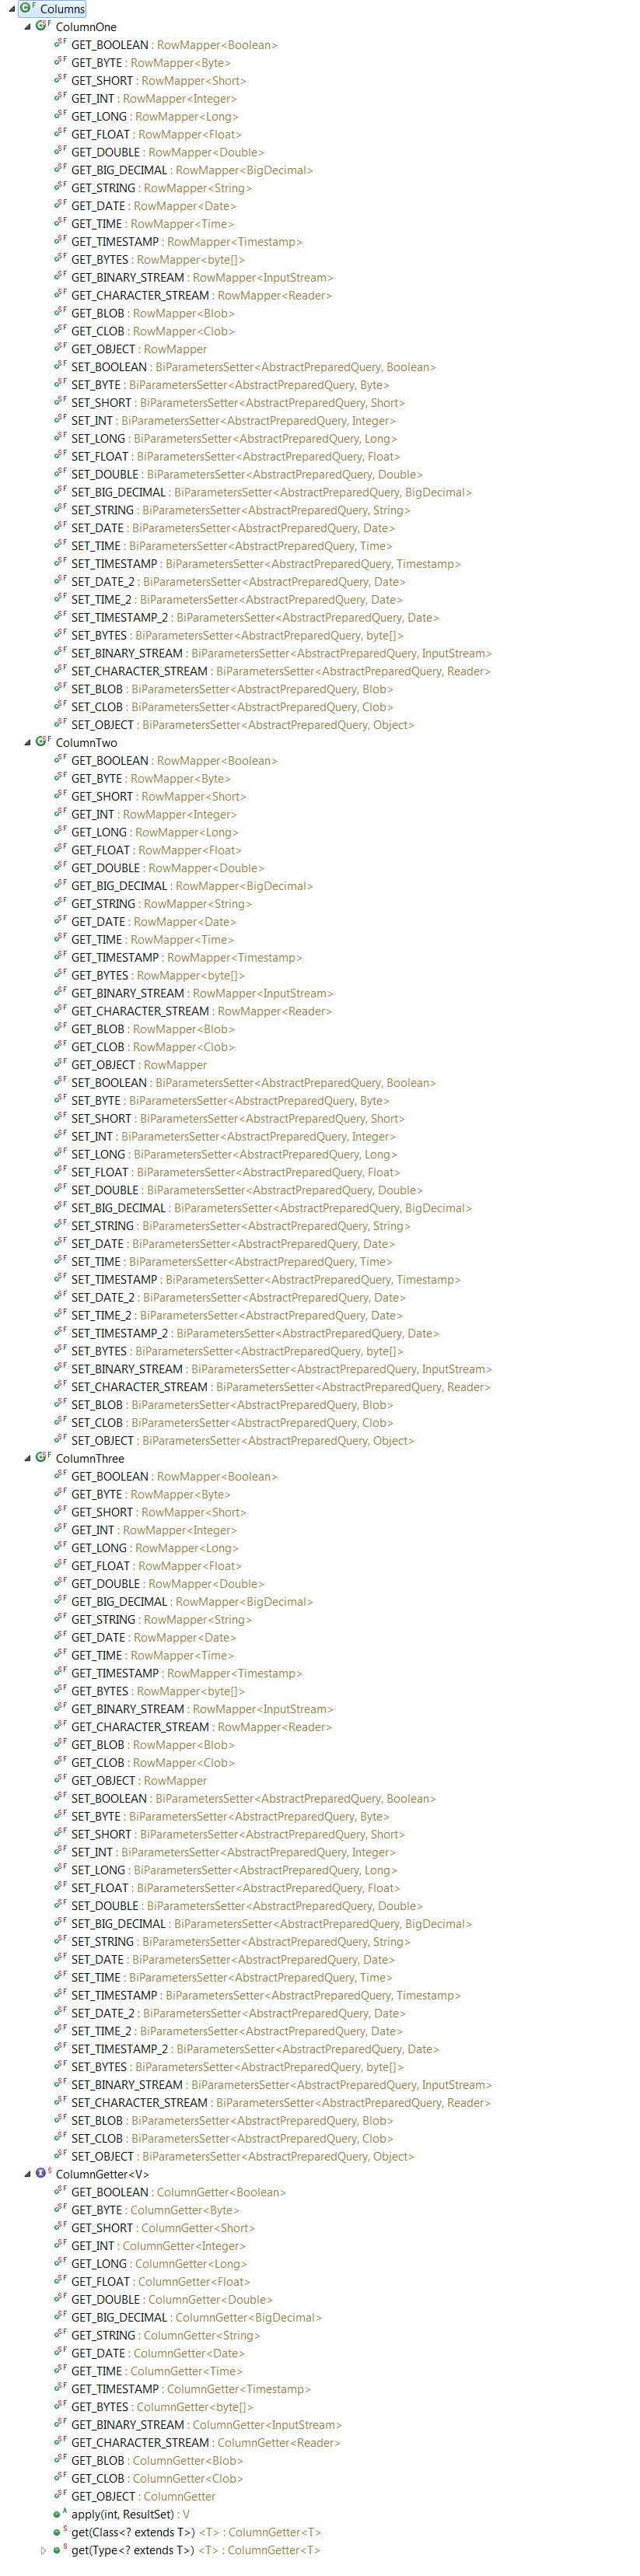 Columns
ColumnOne
GET_BOOLEAN : RowMapper<Boolean>
GET_BYTE : RowMapper<Byte>
GET_SHORT : RowMapper<Short>
GET_INT : RowMapper<Integer>
GET_LONG : RowMapper<Long>
GET_FLOAT : RowMapper<Float>
GET_DOUBLE : RowMapper<Double>
GET_BIG_DECIMAL : RowMapper<BigDecimal>
GET_STRING : RowMapper<String>
GET_DATE : RowMapper<Date>
GET_TIME : RowMapper<Time>
GET_TIMESTAMP : RowMapper<Timestamp>
GET_BYTES : RowMapper<byte[]>
GET_BINARY_STREAM : RowMapper<InputStream>
GET_CHARACTER_STREAM : RowMapper<Reader>
GET_BLOB : RowMapper<Blob>
GET_CLOB : RowMapper<Clob>
GET_OBJECT : RowMapper
SET_BOOLEAN : BiParametersSetter<AbstractPreparedQuery, Boolean>
SET_BYTE : BiParametersSetter<AbstractPreparedQuery, Byte>
SET_SHORT : BiParametersSetter<AbstractPreparedQuery, Short>
SET_INT : BiParametersSetter<AbstractPreparedQuery, Integer>
SET_LONG : BiParametersSetter<AbstractPreparedQuery, Long>
SET_FLOAT : BiParametersSetter<AbstractPreparedQuery, Float>
SET_DOUBLE : BiParametersSetter<AbstractPreparedQuery, Double>
SET_BIG_DECIMAL : BiParametersSetter<AbstractPreparedQuery, BigDecimal>
SET_STRING : BiParametersSetter<AbstractPreparedQuery, String>
SET_DATE : BiParametersSetter<AbstractPreparedQuery, Date>
SET_TIME : BiParametersSetter<AbstractPreparedQuery, Time>
SET_TIMESTAMP : BiParametersSetter<AbstractPreparedQuery, Timestamp>
SET_DATE_2 : BiParametersSetter<AbstractPreparedQuery, Date>
SET_TIME_2 : BiParametersSetter<AbstractPreparedQuery, Date>
SET_TIMESTAMP_2 : BiParametersSetter<AbstractPreparedQuery, Date>
SET_BYTES : BiParametersSetter<AbstractPreparedQuery, byte[]>
SET_BINARY_STREAM : BiParametersSetter<AbstractPreparedQuery, InputStream>
SET_CHARACTER_STREAM : BiParametersSetter<AbstractPreparedQuery, Reader>
SET_BLOB : BiParametersSetter<AbstractPreparedQuery, Blob>
SET_CLOB : BiParametersSetter<AbstractPreparedQuery, Clob>
SET_OBJECT : BiParametersSetter<AbstractPreparedQuery, Object>
ColumnTwo
GET_BOOLEAN : RowMapper<Boolean>
GET_BYTE : RowMapper<Byte>
GET_SHORT : RowMapper<Short>
GET_INT : RowMapper<Integer>
GET_LONG : RowMapper<Long>
GET_FLOAT : RowMapper<Float>
GET_DOUBLE : RowMapper<Double>
GET_BIG_DECIMAL : RowMapper<BigDecimal>
GET_STRING : RowMapper<String>
GET_DATE : RowMapper<Date>
GET_TIME : RowMapper<Time>
GET_TIMESTAMP : RowMapper<Timestamp>
GET_BYTES : RowMapper<byte[]>
GET_BINARY_STREAM : RowMapper<InputStream>
GET_CHARACTER_STREAM : RowMapper<Reader>
GET_BLOB : RowMapper<Blob>
GET_CLOB : RowMapper<Clob>
GET_OBJECT : RowMapper
SET_BOOLEAN : BiParametersSetter<AbstractPreparedQuery, Boolean>
SET_BYTE : BiParametersSetter<AbstractPreparedQuery, Byte>
SET_SHORT : BiParametersSetter<AbstractPreparedQuery, Short>
SET_INT : BiParametersSetter<AbstractPreparedQuery, Integer>
SET_LONG : BiParametersSetter<AbstractPreparedQuery, Long>
SET_FLOAT : BiParametersSetter<AbstractPreparedQuery, Float>
SET_DOUBLE : BiParametersSetter<AbstractPreparedQuery, Double>
SET_BIG_DECIMAL : BiParametersSetter<AbstractPreparedQuery, BigDecimal>
SET_STRING : BiParametersSetter<AbstractPreparedQuery, String>
SET_DATE : BiParametersSetter<AbstractPreparedQuery, Date>
SET_TIME : BiParametersSetter<AbstractPreparedQuery, Time>
SET_TIMESTAMP : BiParametersSetter<AbstractPreparedQuery, Timestamp>
SET_DATE_2 : BiParametersSetter<AbstractPreparedQuery, Date>
SET_TIME_2 : BiParametersSetter<AbstractPreparedQuery, Date>
SET_TIMESTAMP_2 : BiParametersSetter<AbstractPreparedQuery, Date>
SET_BYTES : BiParametersSetter<AbstractPreparedQuery, byte[]>
SET_BINARY_STREAM : BiParametersSetter<AbstractPreparedQuery, InputStream>
SET_CHARACTER_STREAM : BiParametersSetter<AbstractPreparedQuery, Reader>
SET_BLOB : BiParametersSetter<AbstractPreparedQuery, Blob>
SET_CLOB : BiParametersSetter<AbstractPreparedQuery, Clob>
SET_OBJECT : BiParametersSetter<AbstractPreparedQuery, Object>
ColumnThree
GET_BOOLEAN : RowMapper<Boolean>
GET_BYTE : RowMapper<Byte>
GET_SHORT : RowMapper<Short>
GET_INT : RowMapper<Integer>
GET_LONG : RowMapper<Long>
GET_FLOAT : RowMapper<Float>
GET_DOUBLE : RowMapper<Double>
GET_BIG_DECIMAL : RowMapper<BigDecimal>
GET_STRING : RowMapper<String>
GET_DATE : RowMapper<Date>
GET_TIME : RowMapper<Time>
GET_TIMESTAMP : RowMapper<Timestamp>
GET_BYTES : RowMapper<byte[]>
GET_BINARY_STREAM : RowMapper<InputStream>
GET_CHARACTER_STREAM : RowMapper<Reader>
GET_BLOB : RowMapper<Blob>
GET_CLOB : RowMapper<Clob>
GET_OBJECT : RowMapper
SET_BOOLEAN : BiParametersSetter<AbstractPreparedQuery, Boolean>
SET_BYTE : BiParametersSetter<AbstractPreparedQuery, Byte>
SET_SHORT : BiParametersSetter<AbstractPreparedQuery, Short>
SET_INT : BiParametersSetter<AbstractPreparedQuery, Integer>
SET_LONG : BiParametersSetter<AbstractPreparedQuery, Long>
SET_FLOAT : BiParametersSetter<AbstractPreparedQuery, Float>
SET_DOUBLE : BiParametersSetter<AbstractPreparedQuery, Double>
SET_BIG_DECIMAL : BiParametersSetter<AbstractPreparedQuery, BigDecimal>
SET_STRING : BiParametersSetter<AbstractPreparedQuery, String>
SET_DATE : BiParametersSetter<AbstractPreparedQuery, Date>
SET_TIME : BiParametersSetter<AbstractPreparedQuery, Time>
SET_TIMESTAMP : BiParametersSetter<AbstractPreparedQuery, Timestamp>
SET_DATE_2 : BiParametersSetter<AbstractPreparedQuery, Date>
SET_TIME_2 : BiParametersSetter<AbstractPreparedQuery, Date>
SET_TIMESTAMP_2 : BiParametersSetter<AbstractPreparedQuery, Date>
SET_BYTES : BiParametersSetter<AbstractPreparedQuery, byte[]>
SET_BINARY_STREAM : BiParametersSetter<AbstractPreparedQuery, InputStream>
SET_CHARACTER_STREAM : BiParametersSetter<AbstractPreparedQuery, Reader>
SET_BLOB : BiParametersSetter<AbstractPreparedQuery, Blob>
SET_CLOB : BiParametersSetter<AbstractPreparedQuery, Clob>
SET_OBJECT : BiParametersSetter<AbstractPreparedQuery, Object>
ColumnGetter<V>
GET_BOOLEAN : ColumnGetter<Boolean>
GET_BYTE : ColumnGetter<Byte>
GET_SHORT : ColumnGetter<Short>
GET_INT : ColumnGetter<Integer>
GET_LONG : ColumnGetter<Long>
GET_FLOAT : ColumnGetter<Float>
GET_DOUBLE : ColumnGetter<Double>
GET_BIG_DECIMAL : ColumnGetter<BigDecimal>
GET_STRING : ColumnGetter<String>
GET_DATE : ColumnGetter<Date>
GET_TIME : ColumnGetter<Time>
GET_TIMESTAMP : ColumnGetter<Timestamp>
GET_BYTES : ColumnGetter<byte[]>
GET_BINARY_STREAM : ColumnGetter<InputStream>
GET_CHARACTER_STREAM : ColumnGetter<Reader>
GET_BLOB : ColumnGetter<Blob>
GET_CLOB : ColumnGetter<Clob>
GET_OBJECT : ColumnGetter
apply(int, ResultSet) : V
get(Class<? extends T>) <T> : ColumnGetter<T>
get(Type<? extends T>) <T> : ColumnGetter<T>